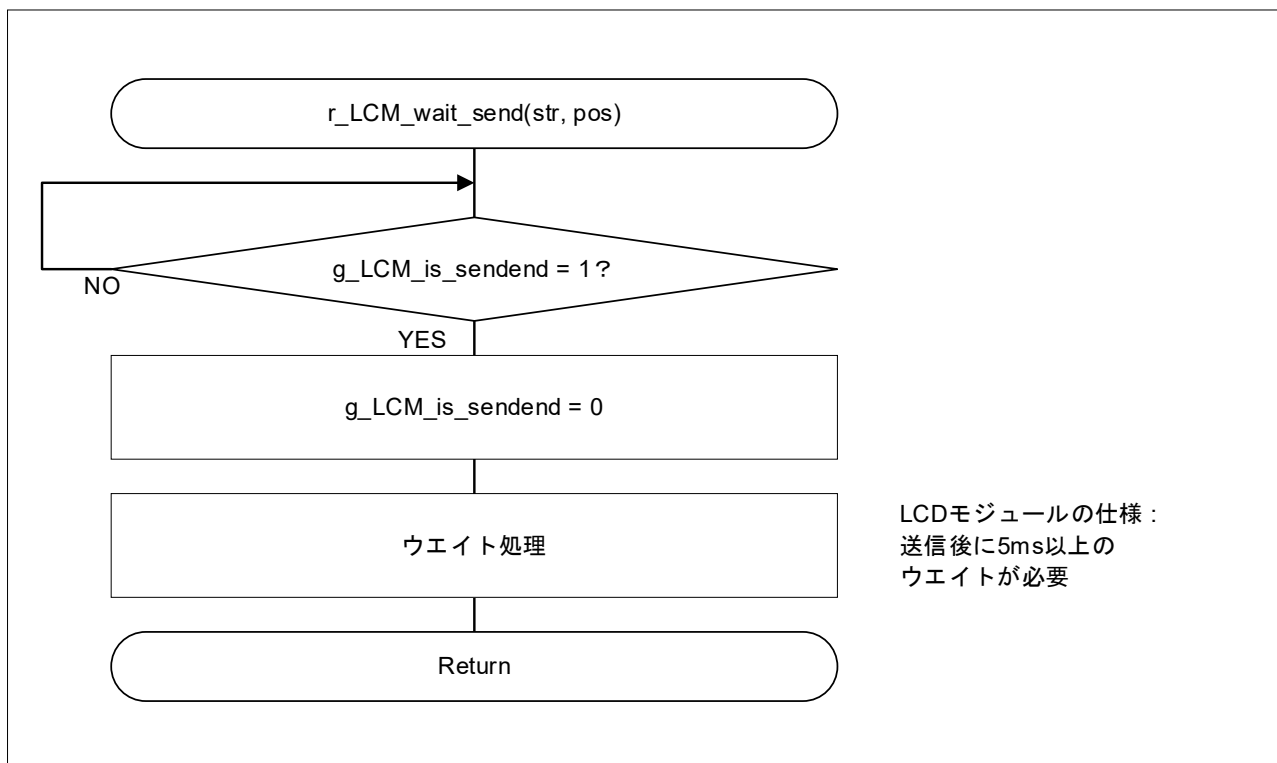 r_LCM_wait_send(str, pos)
g_LCM_is_sendend = 1？
NO
YES
g_LCM_is_sendend = 0
ウエイト処理
LCDモジュールの仕様：
送信後に5ms以上の
ウエイトが必要
Return